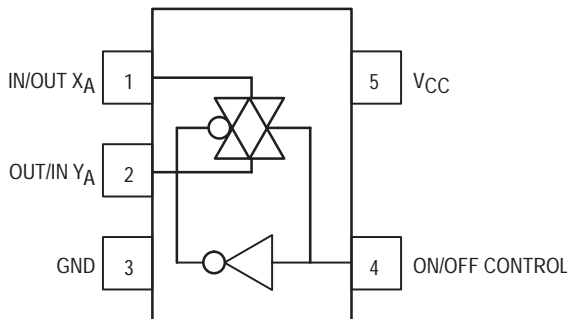 IN/OUT XA 1
5 VCC
OUT/IN YA 2
GND 3
4 ON/OFF CONTROL